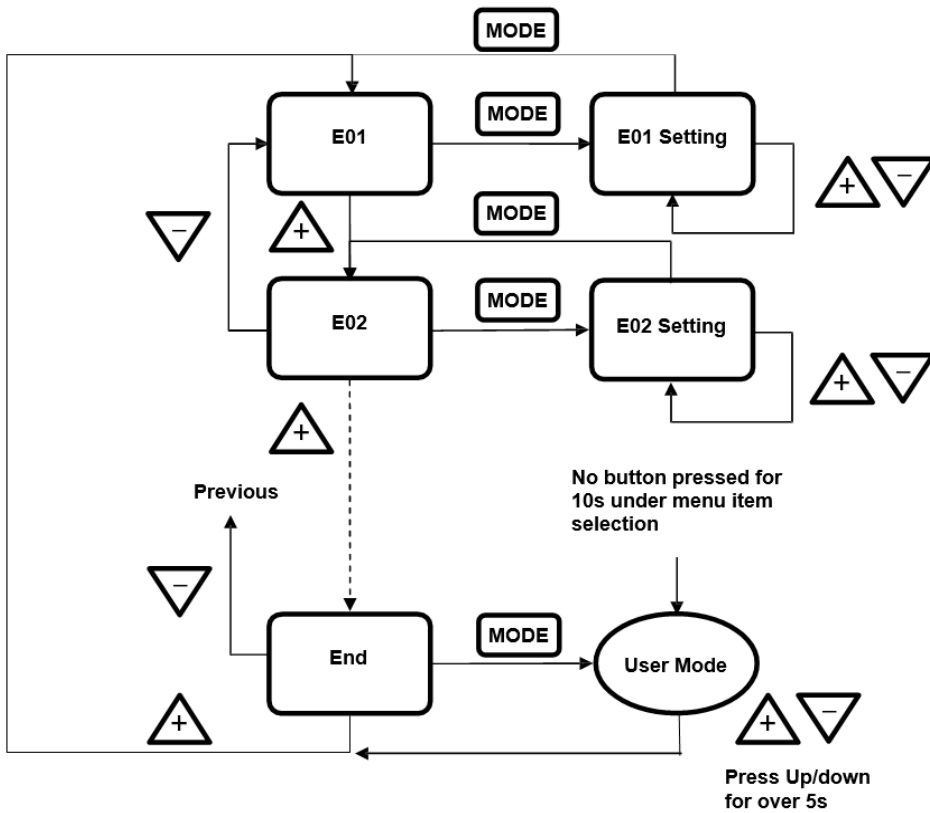 MODE
E01
MODE
E01 Setting
+ −
−
+
MODE
E02
MODE
E02 Setting
+ −
+
No button pressed for
10s under menu item
selection
Previous
−
End
MODE
User Mode
+
+ −
Press Up/down
for over 5s